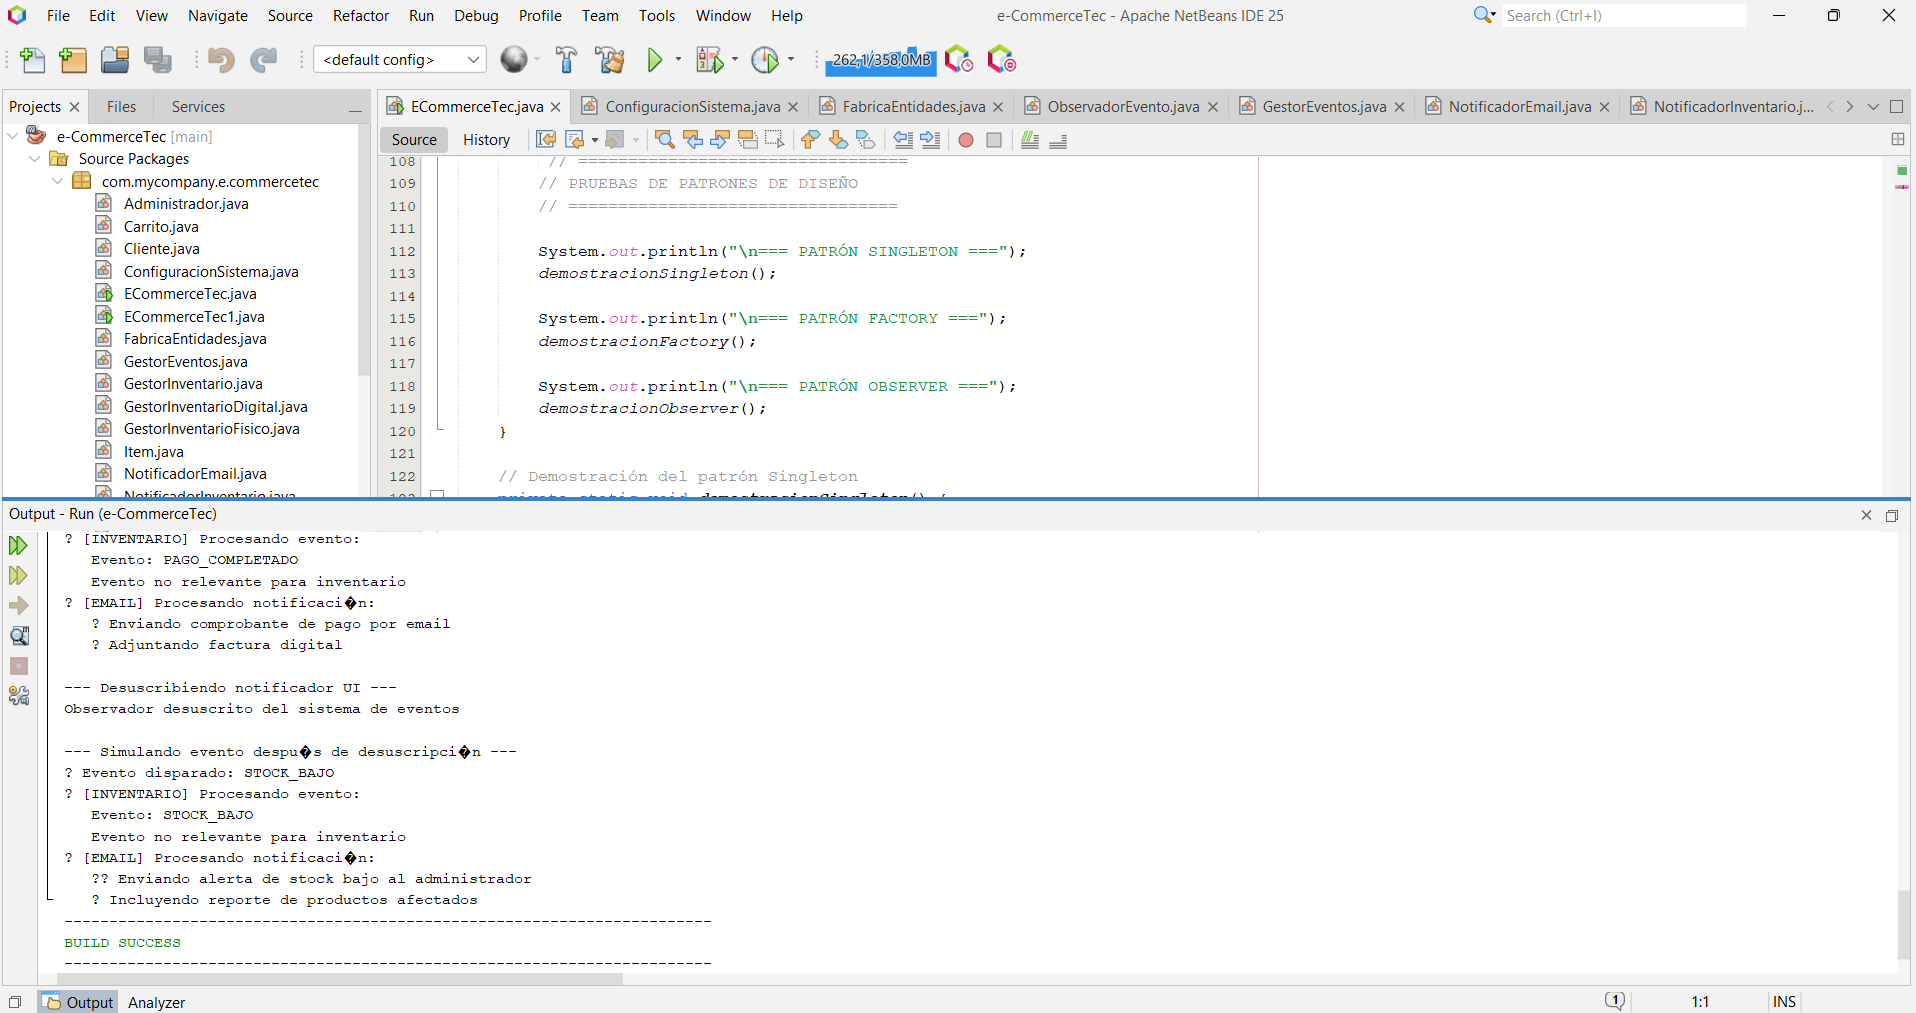 File Edit View Navigate Source Refactor Run Debug Profile Team Tools Window Help
e-CommerceTec - Apache NetBeans IDE 25
Search (Ctrl+I)
<default config>
262,1/358,0MB
Projects
Files
Services
ECommerceTec.java
ConfiguracionSistema.java
FabricaEntidades.java
ObservadorEvento.java
GestorEventos.java
NotificadorEmail.java
NotificadorInventario.j...
e-CommerceTec [main]
Source Packages
com.mycompany.e.commercetec
Administrador.java
Carrito.java
Cliente.java
ConfiguracionSistema.java
ECommerceTec.java
ECommerceTec1.java
FabricaEntidades.java
GestorEventos.java
GestorInventario.java
GestorInventarioDigital.java
GestorInventarioFisico.java
Item.java
NotificadorEmail.java
NotificadorInventario.java
Source
History
108 // =================================
109 // PRUEBAS DE PATRONES DE DISEÑO
110 // =================================
111
112 System.out.println("\n=== PATRÓN SINGLETON ===");
113 demostracionSingleton();
114
115 System.out.println("\n=== PATRÓN FACTORY ===");
116 demostracionFactory();
117
118 System.out.println("\n=== PATRÓN OBSERVER ===");
119 demostracionObserver();
120 }
121
122 // Demostración del patrón Singleton
123 private static void demostracionSingleton() {
Output - Run (e-CommerceTec)
? [INVENTARIO] Procesando evento:
Evento: PAGO_COMPLETADO
Evento no relevante para inventario
? [EMAIL] Procesando notificaci�n:
? Enviando comprobante de pago por email
? Adjuntando factura digital
--- Desuscribiendo notificador UI ---
Observador desuscrito del sistema de eventos
--- Simulando evento despu�s de desuscripci�n ---
? Evento disparado: STOCK_BAJO
? [INVENTARIO] Procesando evento:
Evento: STOCK_BAJO
Evento no relevante para inventario
? [EMAIL] Procesando notificaci�n:
?? Enviando alerta de stock bajo al administrador
? Incluyendo reporte de productos afectados
------------------------------------------------------------------------
BUILD SUCCESS
------------------------------------------------------------------------
Output
Analyzer
1
1:1
INS